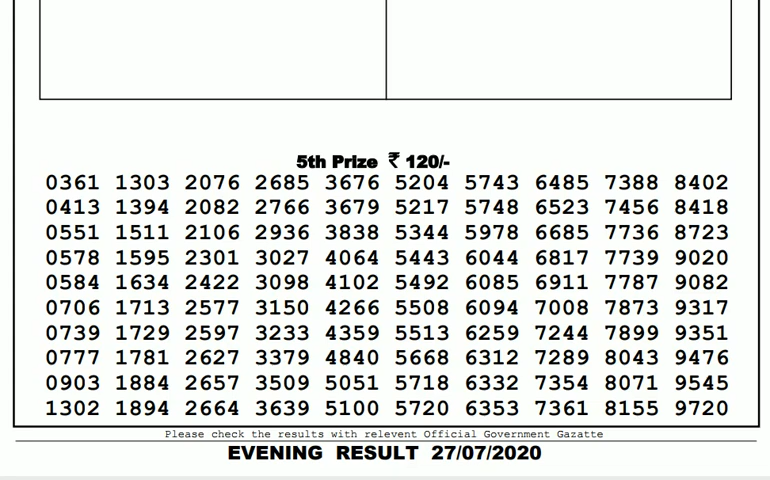 5th Prize ₹ 120/-
0361 1303 2076 2685 3676 5204 5743 6485 7388 8402
0413 1394 2082 2766 3679 5217 5748 6523 7456 8418
0551 1511 2106 2936 3838 5344 5978 6685 7736 8723
0578 1595 2301 3027 4064 5443 6044 6817 7739 9020
0584 1634 2422 3098 4102 5492 6085 6911 7787 9082
0706 1713 2577 3150 4266 5508 6094 7008 7873 9317
0739 1729 2597 3233 4359 5513 6259 7244 7899 9351
0777 1781 2627 3379 4840 5668 6312 7289 8043 9476
0903 1884 2657 3509 5051 5718 6332 7354 8071 9545
1302 1894 2664 3639 5100 5720 6353 7361 8155 9720
Please check the results with relevent Official Government Gazatte
EVENING RESULT 27/07/2020